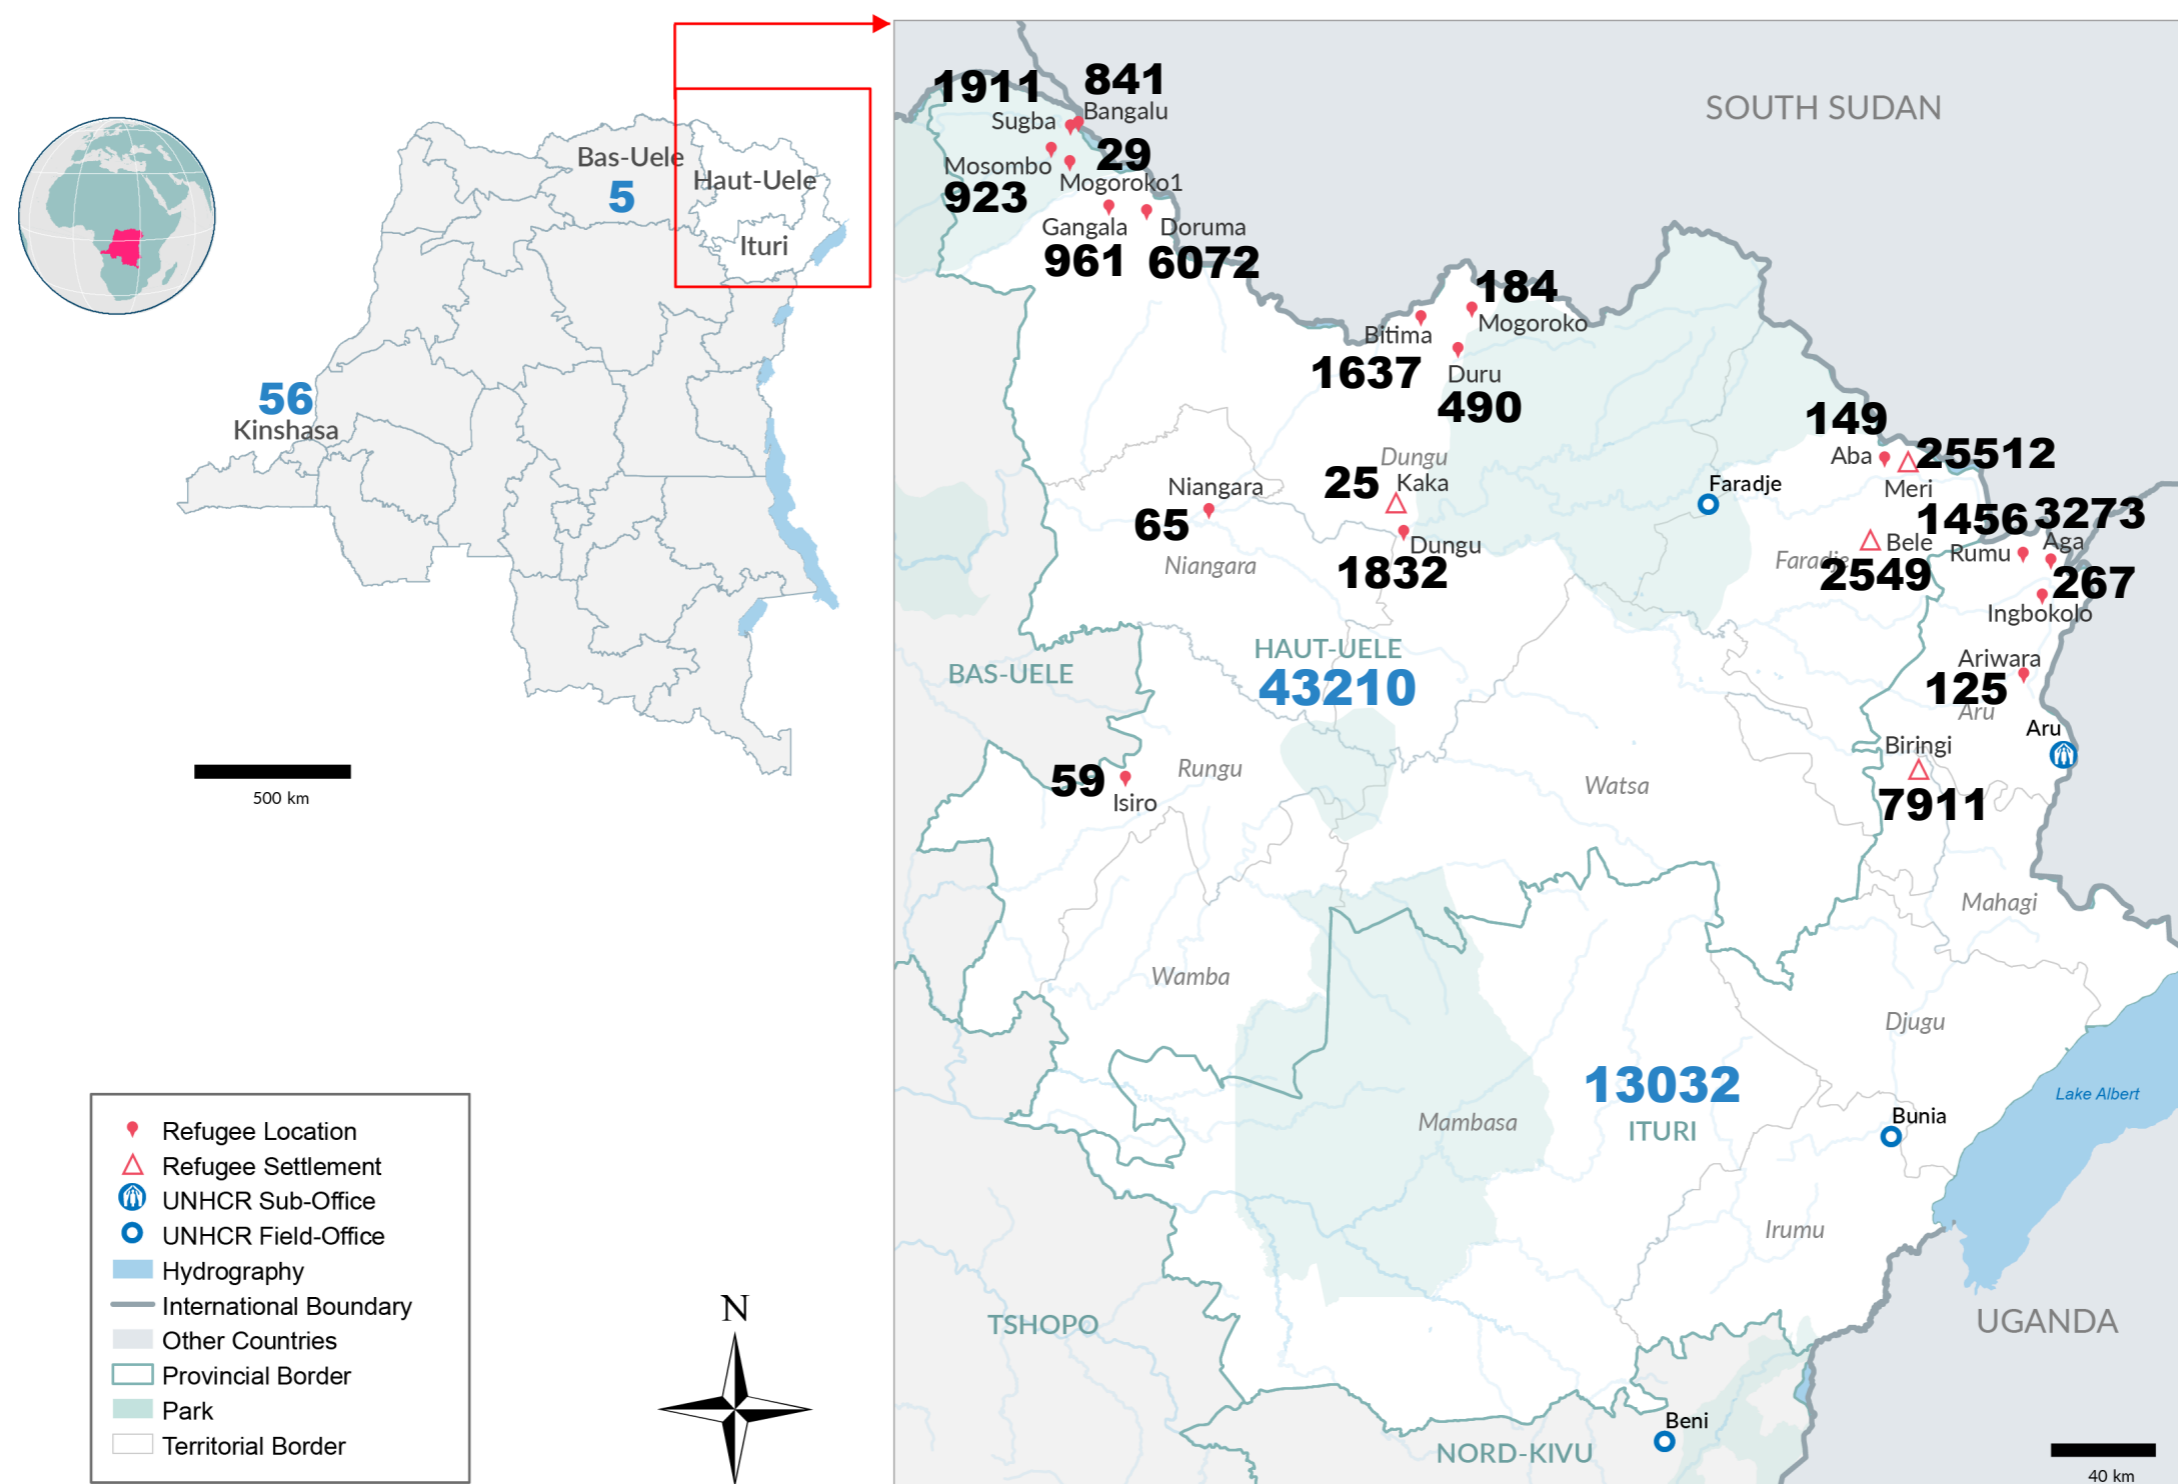 Bas-Uele
5
Haut-Uele
Ituri
56
Kinshasa
500 km
Refugee Location
Refugee Settlement
UNHCR Sub-Office
UNHCR Field-Office
Hydrography
International Boundary
Other Countries
Provincial Border
Park
Territorial Border
N
SOUTH SUDAN
1911
841
Sugba
Bangalu
Mosombo
29
923
Mogoroko1
Gangala
Doruma
961
6072
184
Bitima
Mogoroko
1637
Duru
490
149
Aba
25512
Meri
Dungu
25
Kaka
Niangara
65
Niangara
Dungu
1832
Faradje
1456
3273
Bele
Rumu
Aga
Faradje
2549
267
Ingbokolo
HAUT-UELE
43210
BAS-UELE
Ariwara
125
Aru
Aru
Biringi
7911
59
Isiro
Rungu
Watsa
Mahagi
Wamba
Djugu
13032
ITURI
Mambasa
Bunia
Lake Albert
Irumu
TSHOPO
UGANDA
Beni
NORD-KIVU
40 km